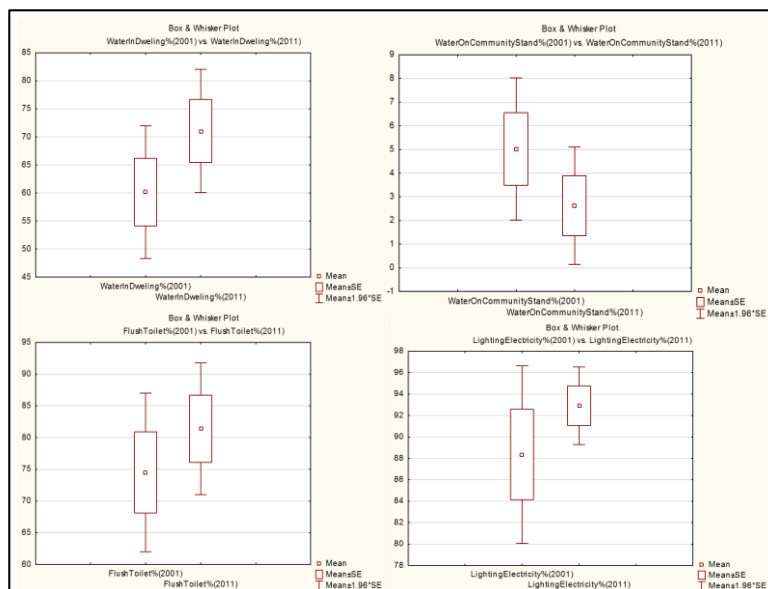 Box & Whisker Plot
WaterInDweling%(2001) vs. WaterInDweling%(2011)
85
80
75
70
65
60
55
50
45
WaterInDweling%(2001)
WaterInDweling%(2011)
Mean
Mean±SE
Mean±1.96*SE
Box & Whisker Plot
WaterOnCommunityStand%(2001) vs. WaterOnCommunityStand%(2011)
9
8
7
6
5
4
3
2
1
0
-1
WaterOnCommunityStand%(2001)
WaterOnCommunityStand%(2011)
Mean
Mean±SE
Mean±1.96*SE
Box & Whisker Plot
FlushToilet%(2001) vs. FlushToilet%(2011)
95
90
85
80
75
70
65
60
FlushToilet%(2001)
FlushToilet%(2011)
Mean
Mean±SE
Mean±1.96*SE
Box & Whisker Plot
LightingElectricity%(2001) vs. LightingElectricity%(2011)
98
96
94
92
90
88
86
84
82
80
78
LightingElectricity%(2001)
LightingElectricity%(2011)
Mean
Mean±SE
Mean±1.96*SE